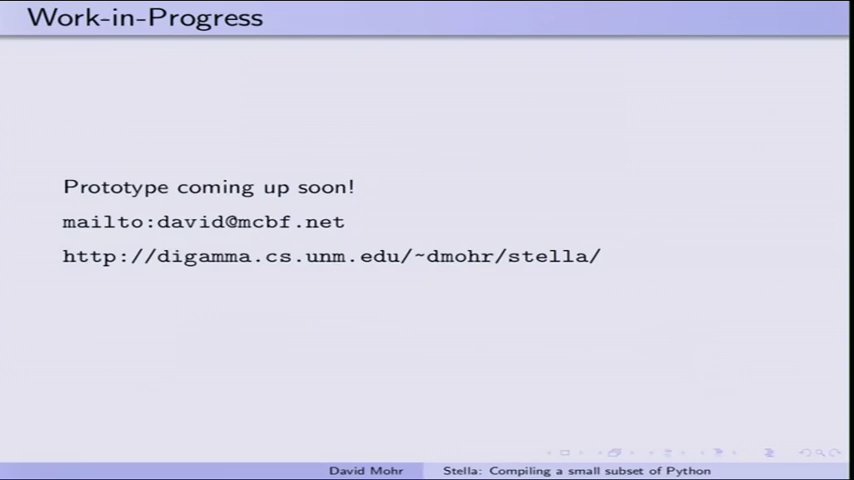 Work-in-Progress
Prototype coming up soon!
mailto:david@mcbf.net
http://digamma.cs.unm.edu/~dmohr/stella/
David Mohr
Stella: Compiling a small subset of Python